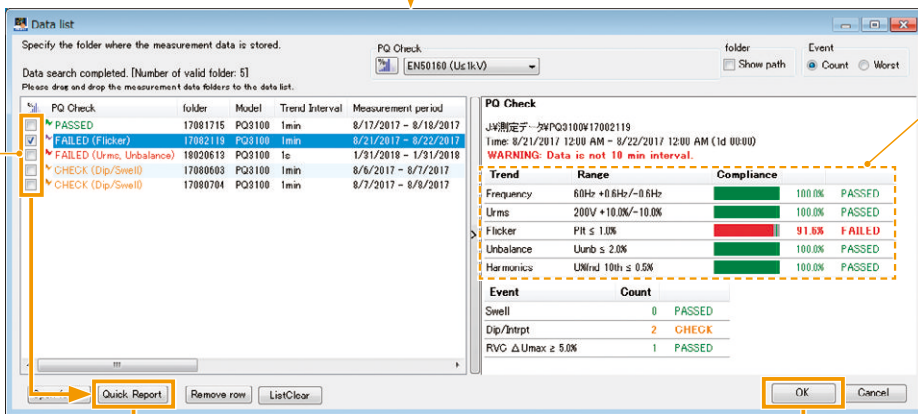 Data list
Specify the folder where the measurement data is stored.
Data search completed. [Number of valid folder: 5]
Please drag and drop the measurement data folders to the data list.
PQ Check
EN50160 (U≤1kV)
folder
Show path
Event
Count Worst
PQ Check folder Model Trend Interval Measurement period
PASSED 17081715 PQ3100 1min 8/17/2017 - 8/18/2017
FAILED (Flicker) 17082119 PQ3100 1min 8/21/2017 - 8/22/2017
FAILED (Urms, Unbalance) 18020613 PQ3100 1s 1/31/2018 - 1/31/2018
CHECK (Dip/Swell) 17080603 PQ3100 1min 8/6/2017 - 8/7/2017
CHECK (Dip/Swell) 17080704 PQ3100 1min 8/7/2017 - 8/8/2017
PQ Check
J:¥測定データ¥PQ3100¥17082119
Time: 8/21/2017 12:00 AM - 8/22/2017 12:00 AM (1d 00:00)
WARNING: Data is not 10 min interval.
Trend Range Compliance
Frequency 60Hz +0.6Hz/-0.6Hz 100.0% PASSED
Urms 200V +10.0%/-10.0% 100.0% PASSED
Flicker Plt ≤ 1.0% 91.6% FAILED
Unbalance Uunb ≤ 2.0% 100.0% PASSED
Harmonics U%fnd 10th ≤ 0.5% 100.0% PASSED
Event Count
Swell 0 PASSED
Dip/Intrpt 2 CHECK
RVC ΔUmax ≥ 5.0% 1 PASSED
Quick Report Remove row ListClear
OK Cancel